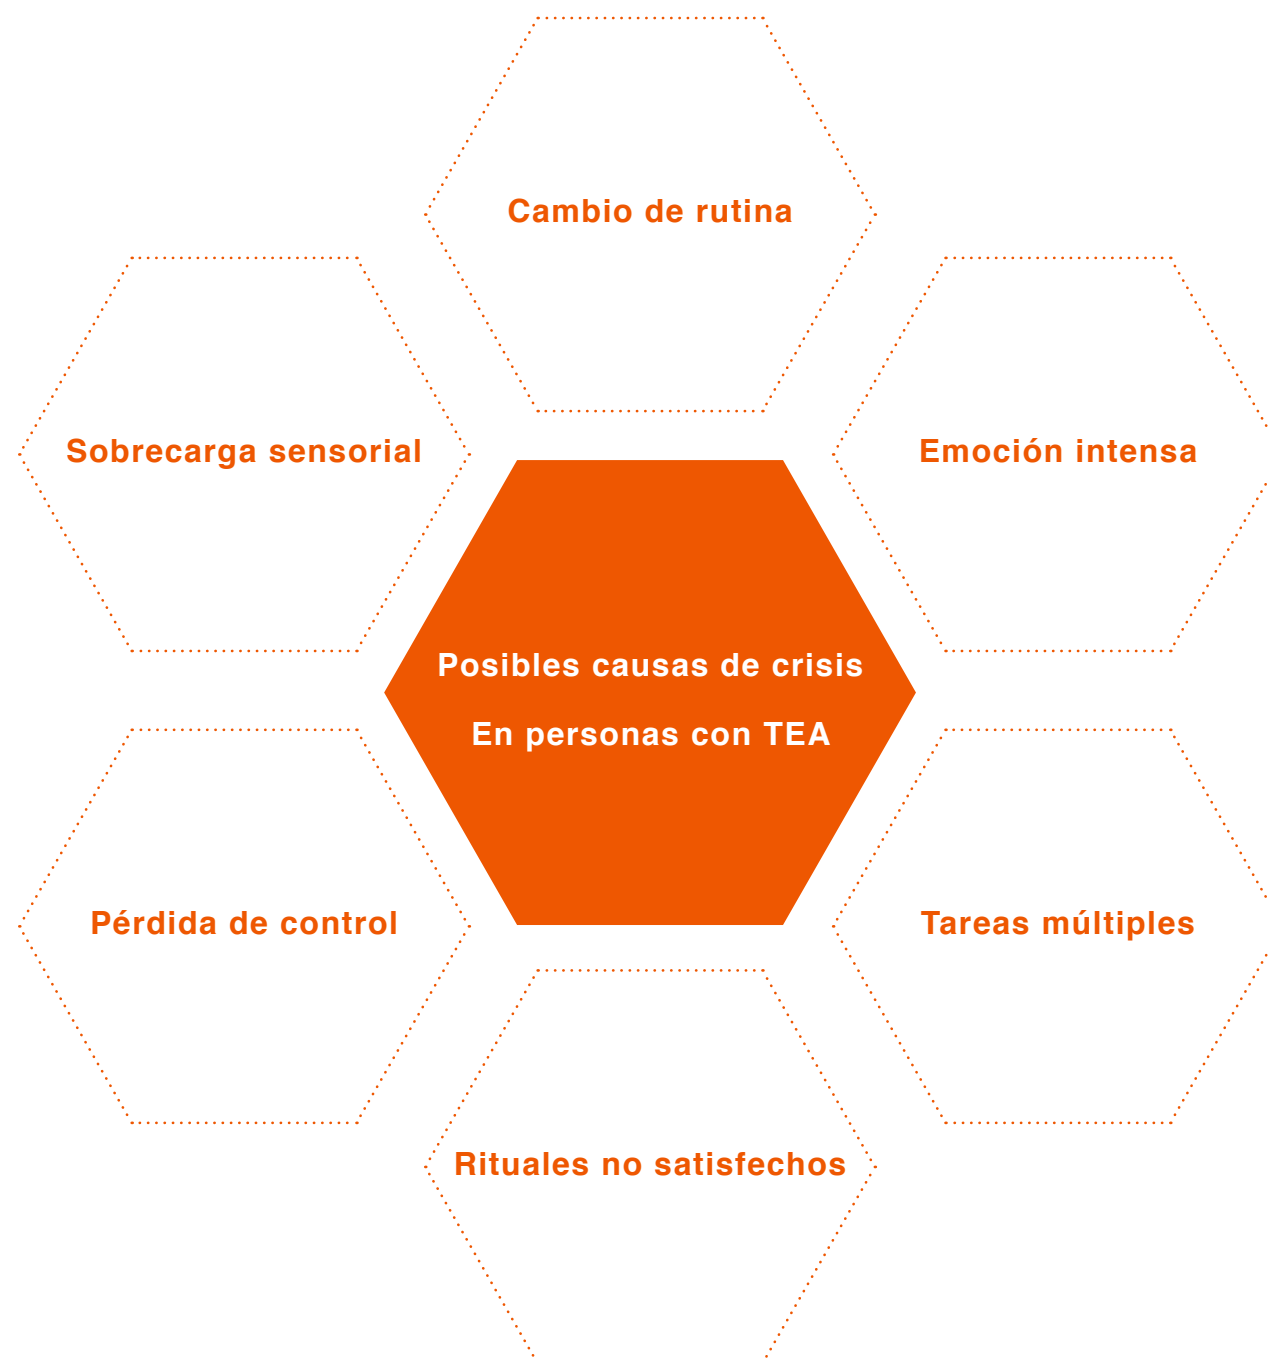 Cambio de rutina
Sobrecarga sensorial
Emoción intensa
Posibles causas de crisis
En personas con TEA
Pérdida de control
Tareas múltiples
Rituales no satisfechos